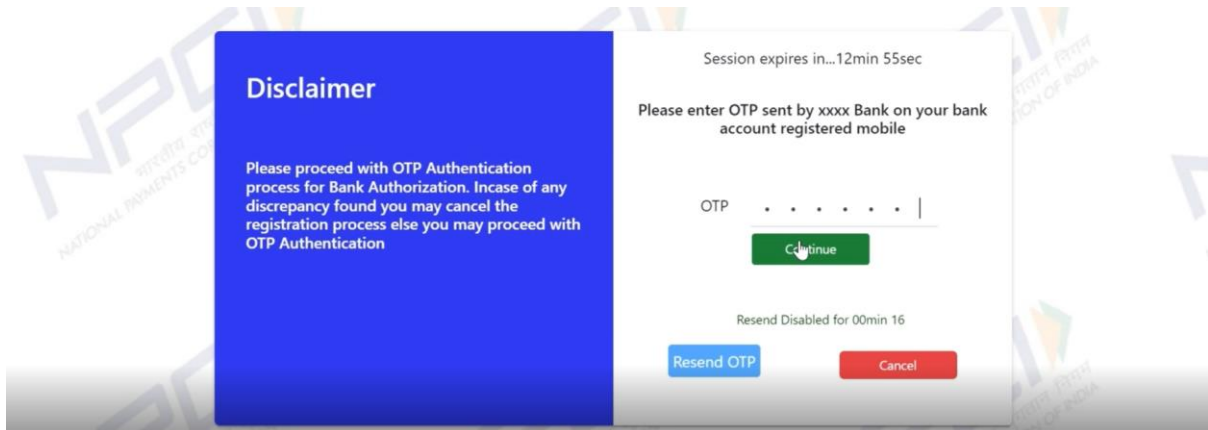 Disclaimer
Please proceed with OTP Authentication
process for Bank Authorization. Incase of any
discrepancy found you may cancel the
registration process else you may proceed with
OTP Authentication
Session expires in...12min 55sec
Please enter OTP sent by xxxx Bank on your bank
account registered mobile
OTP
Continue
Resend Disabled for 00min 16
Resend OTP
Cancel